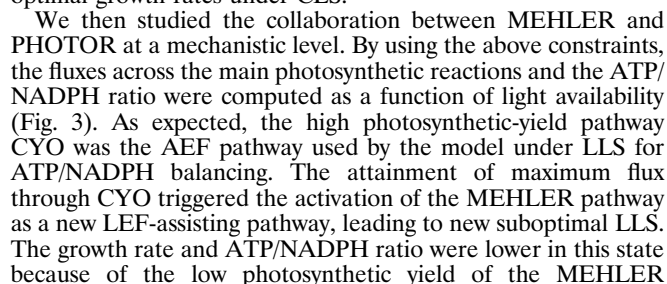 optimal growth rates under CLS.
We then studied the collaboration between MEHLER and
PHOTOR at a mechanistic level. By using the above constraints,
the fluxes across the main photosynthetic reactions and the ATP/
NADPH ratio were computed as a function of light availability
(Fig. 3). As expected, the high photosynthetic-yield pathway
CYO was the AEF pathway used by the model under LLS for
ATP/NADPH balancing. The attainment of maximum flux
through CYO triggered the activation of the MEHLER pathway
as a new LEF-assisting pathway, leading to new suboptimal LLS.
The growth rate and ATP/NADPH ratio were lower in this state
because of the low photosynthetic yield of the MEHLER